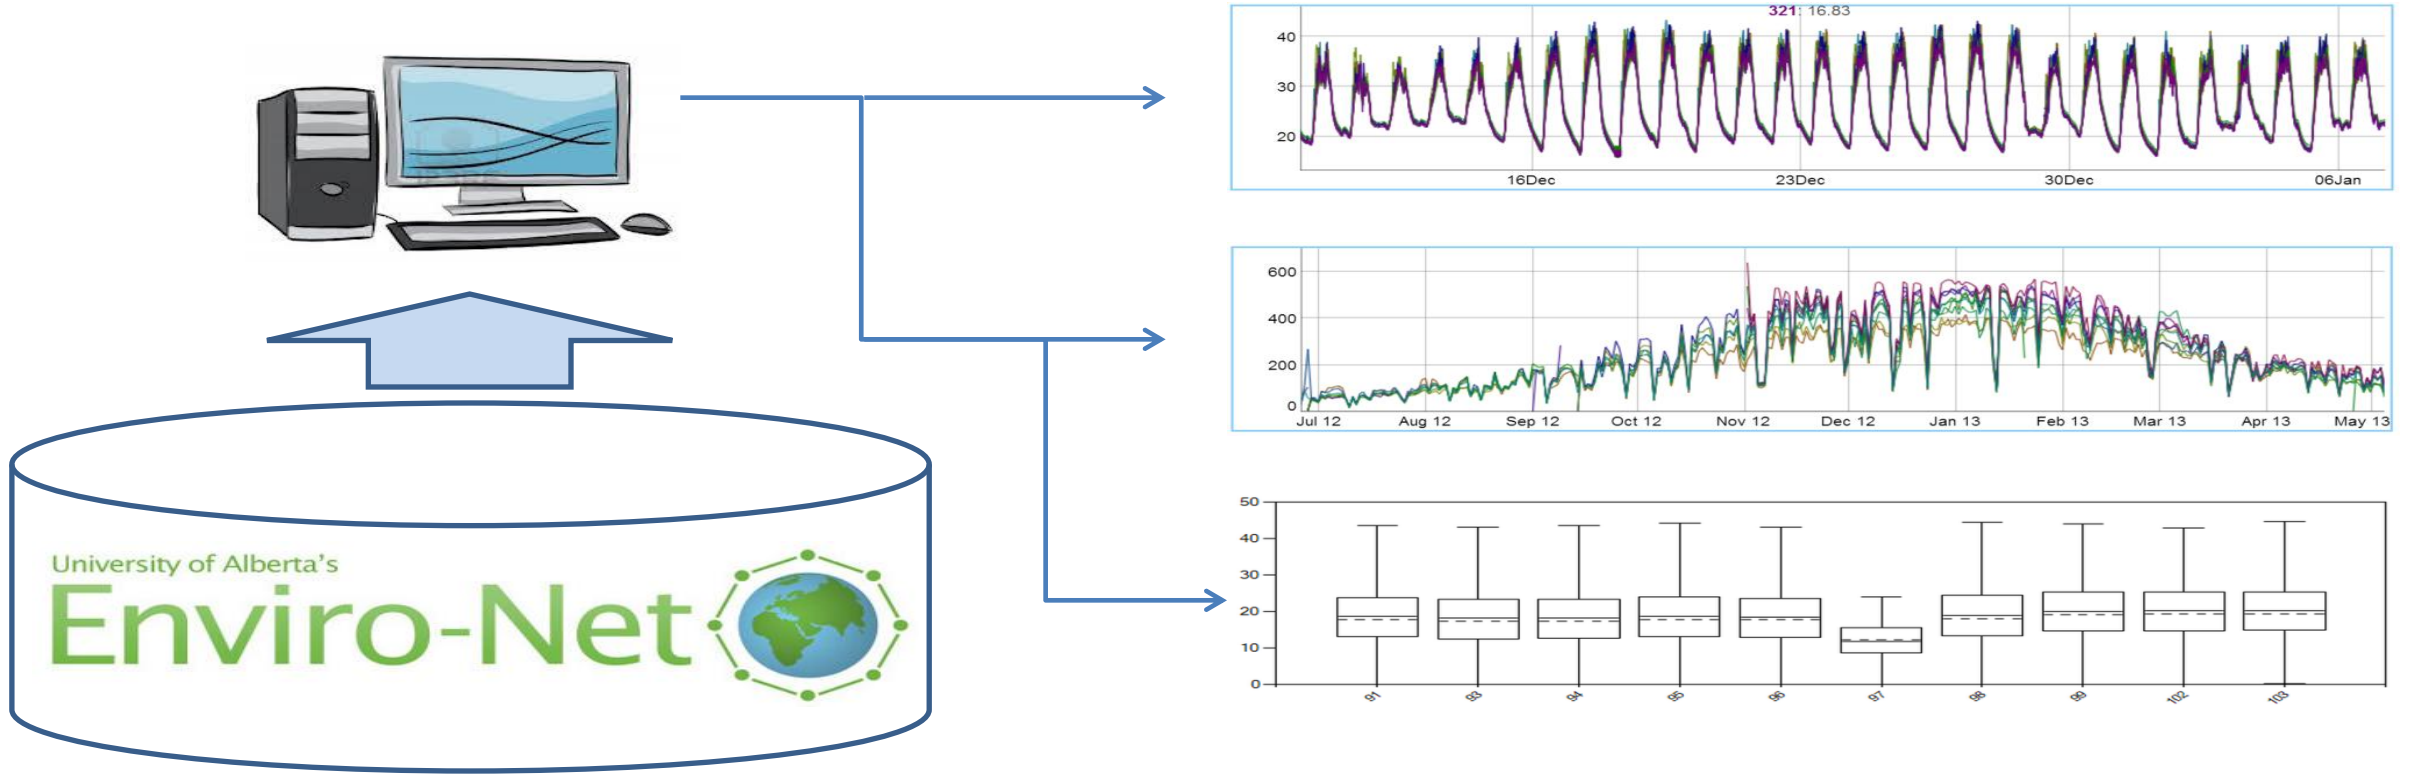 321: 16.83
40
30
20
16Dec 23Dec 30Dec 06Jan
600
400
200
0
Jul 12 Aug 12 Sep 12 Oct 12 Nov 12 Dec 12 Jan 13 Feb 13 Mar 13 Apr 13 May 13
50
40
30
20
10
0
91 93 94 95 96 97 98 99 102 103
University of Alberta's
Enviro-Net